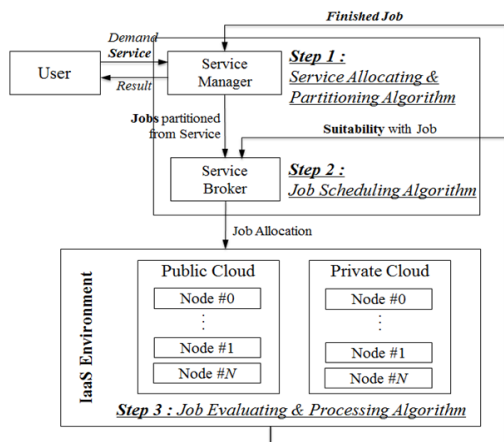 Finished Job
Demand
Service
User
Result
Service
Manager
Step 1 :
Service Allocating &
Partitioning Algorithm
Jobs partitioned
from Service
Suitability with Job
Service
Broker
Step 2 :
Job Scheduling Algorithm
Job Allocation
IaaS Environment
Public Cloud
Node #0
⋮
Node #1
Node #N
Private Cloud
Node #0
⋮
Node #1
Node #N
Step 3 : Job Evaluating & Processing Algorithm